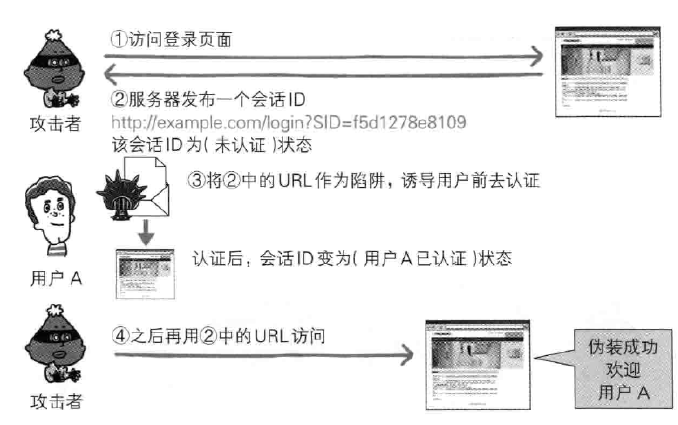 ①访问登录页面
②服务器发布一个会话ID
http://example.com/login?SID=f5d1278e8109
该会话ID为(未认证)状态
攻击者
③将②中的URL作为陷阱，诱导用户前去认证
认证后，会话ID变为(用户A已认证)状态
用户A
④之后再用②中的URL访问
伪装成功
欢迎
用户A
攻击者